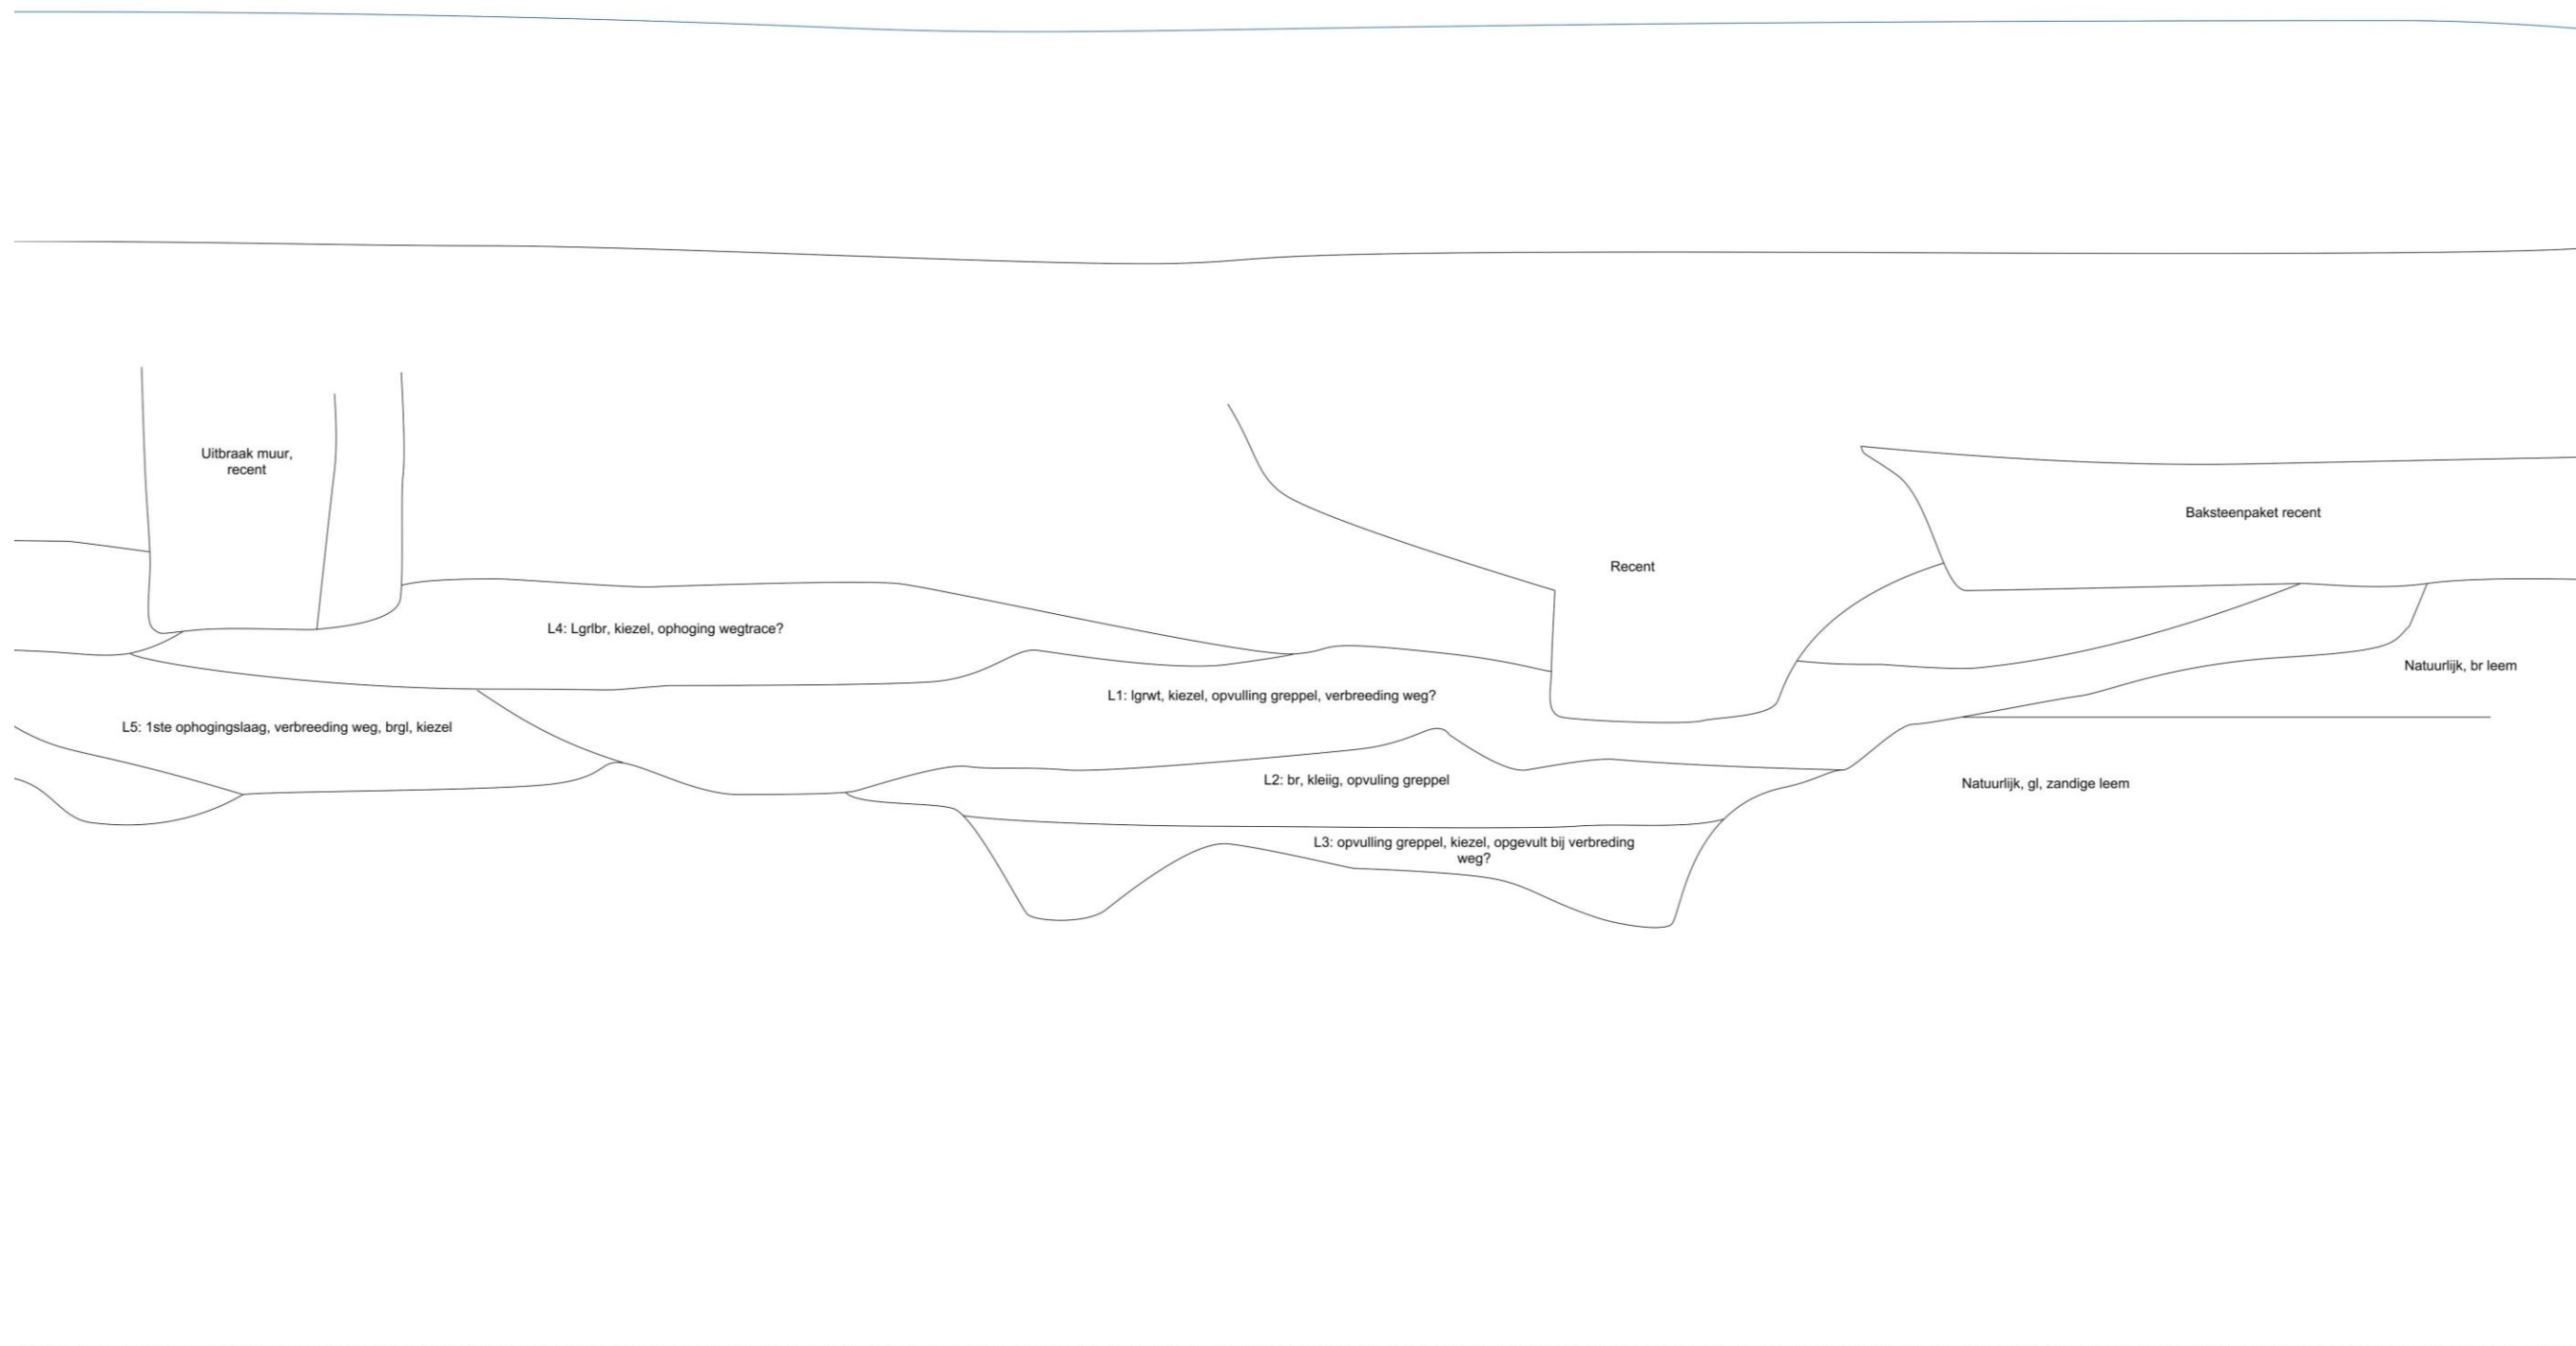 Uitbraak muur,
recent
Baksteenpaket recent
Recent
L4: Lgrlbr, kiezel, ophoging wegtrace?
Natuurlijk, br leem
L1: lgrwt, kiezel, opvulling greppel, verbreeding weg?
L5: 1ste ophogingslaag, verbreeding weg, brgl, kiezel
L2: br, kleiig, opvuling greppel
Natuurlijk, gl, zandige leem
L3: opvulling greppel, kiezel, opgevult bij verbreding
weg?